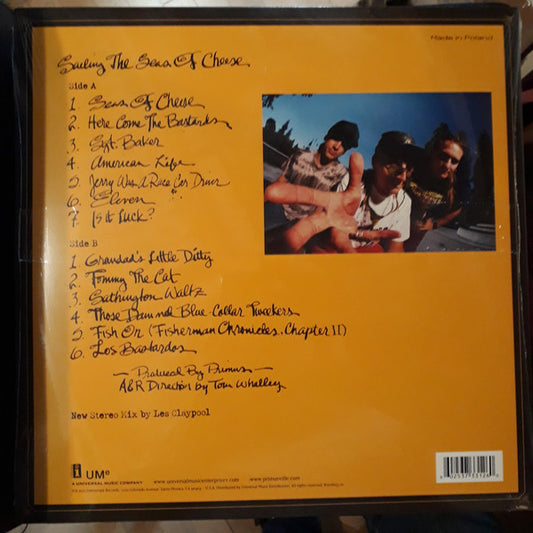 Made in Poland
Sailing The Seas Of Cheese
Side A
1. Seas Of Cheese
2. Here Come The Bastards
3. Sgt. Baker
4. American Life
5. Jerry Was A Race Car Driver
6. Eleven
7. Is it Luck?
Side B
1. Grandad's Little Ditty
2. Tommy The Cat
3. Sathington Waltz
4. Those Damned Blue-Collar Tweekers
5. Fish On (Fisherman Chronicles, Chapter II)
6. Los Bastardos
— Produced By Primus —
A&R Direction by Tom Whalley
New Stereo Mix by Les Claypool
UMe
A UNIVERSAL MUSIC COMPANY
www.universalmusicenterprises.com www.primusville.com